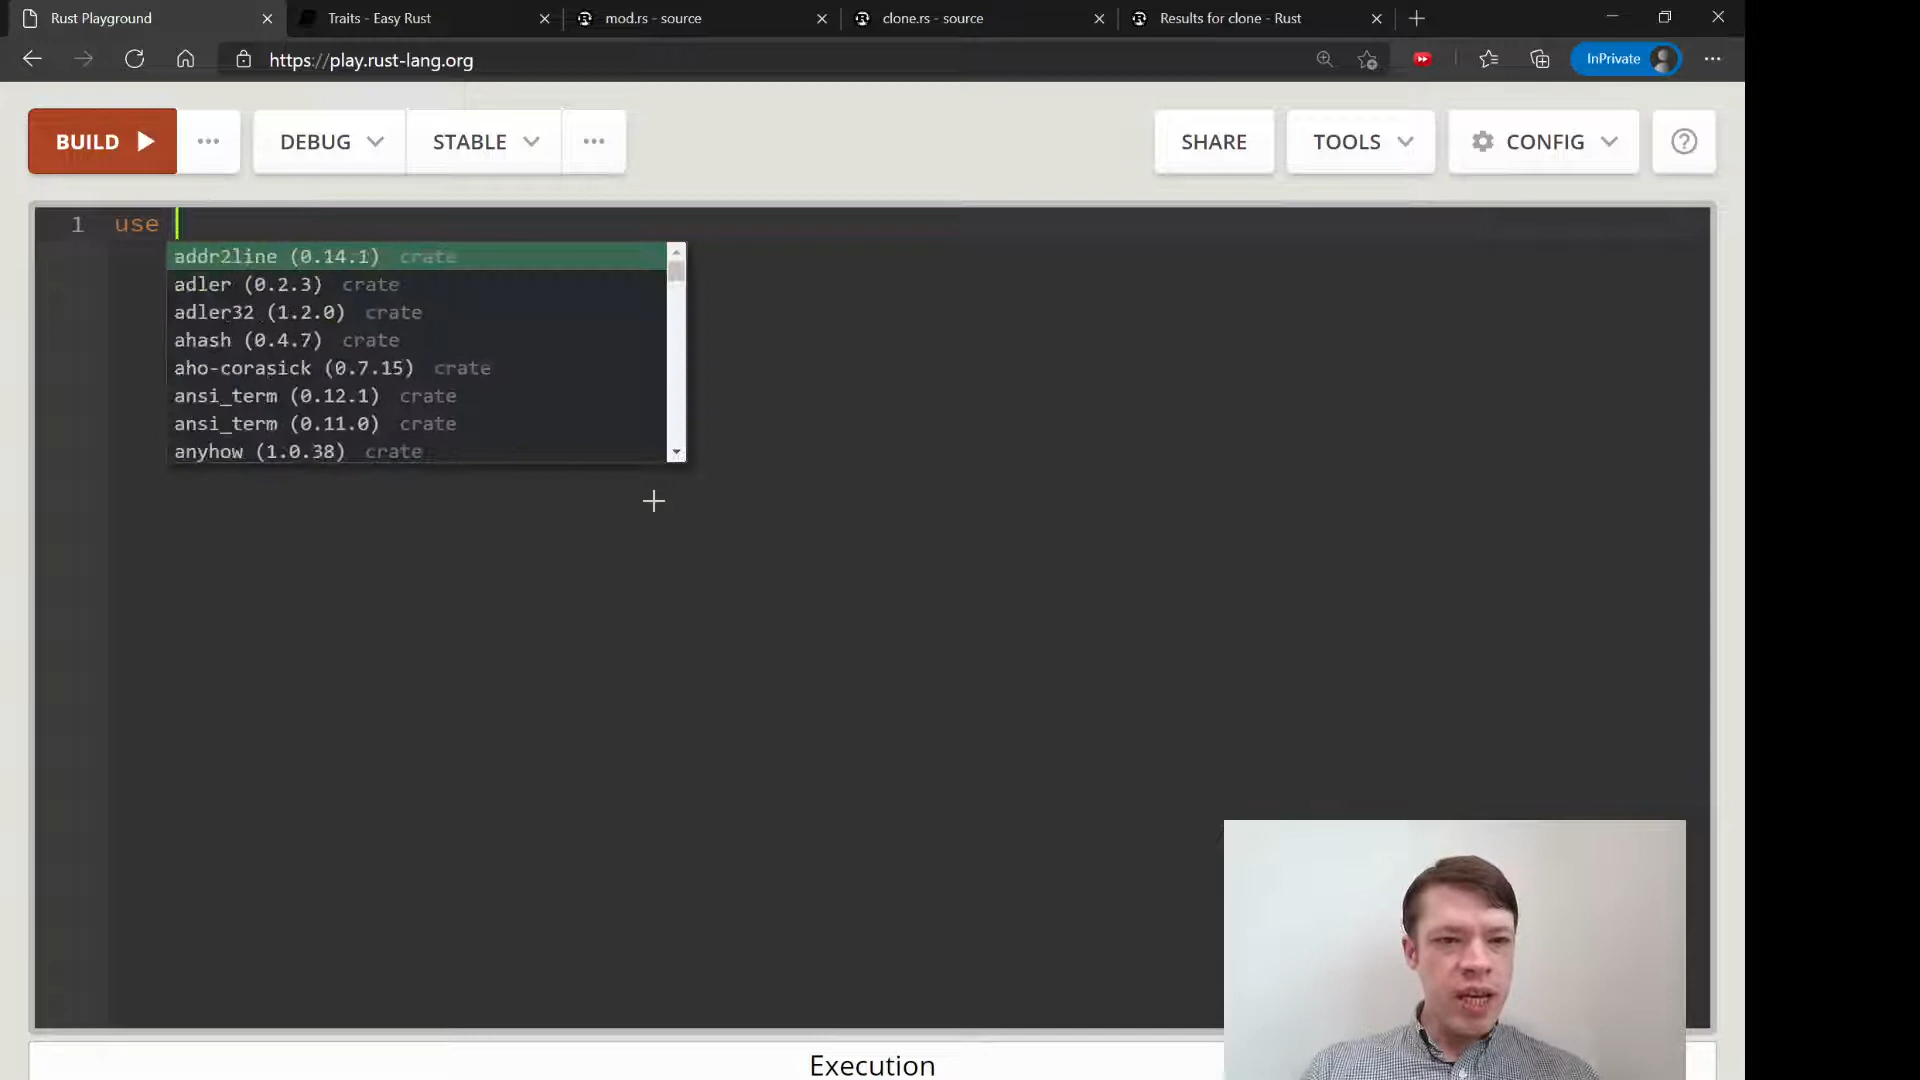 Rust Playground
Traits - Easy Rust
mod.rs - source
clone.rs - source
Results for clone - Rust
https://play.rust-lang.org
InPrivate
BUILD
DEBUG
STABLE
SHARE
TOOLS
CONFIG
1 use
addr2line (0.14.1) crate
adler (0.2.3) crate
adler32 (1.2.0) crate
ahash (0.4.7) crate
aho-corasick (0.7.15) crate
ansi_term (0.12.1) crate
ansi_term (0.11.0) crate
anyhow (1.0.38) crate
Execution